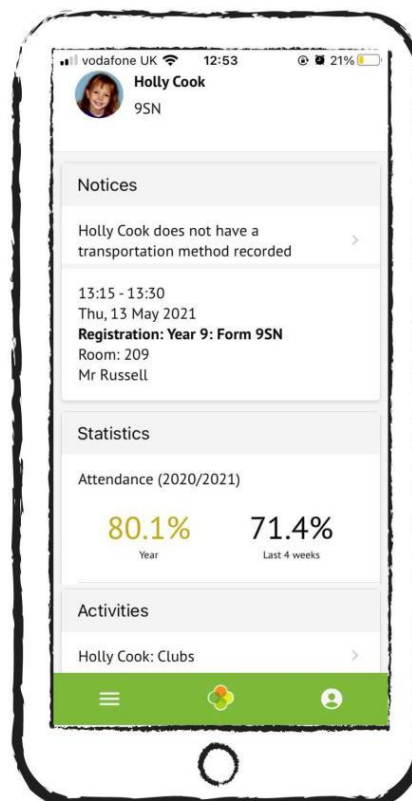 vodafone UK 12:53 21%
Holly Cook
9SN
Notices
Holly Cook does not have a
transportation method recorded
13:15 - 13:30
Thu, 13 May 2021
Registration: Year 9: Form 9SN
Room: 209
Mr Russell
Statistics
Attendance (2020/2021)
80.1% 71.4%
Year Last 4 weeks
Activities
Holly Cook: Clubs